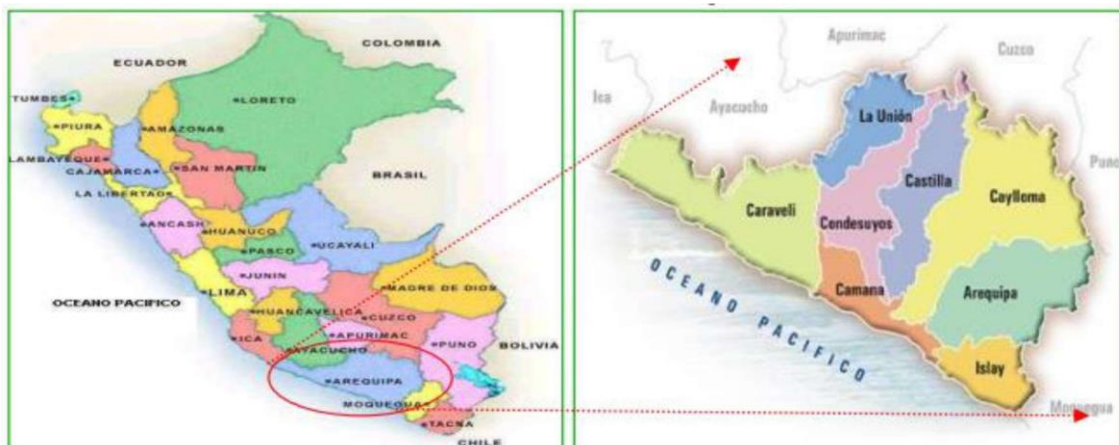 COLOMBIA
ECUADOR
TUMBES
LORETO
PIURA
AMAZONAS
LAMBAYEQUE
CAJAMARCA
SAN MARTIN
BRASIL
LA LIBERTAD
ANCASH
HUANUCO
UCAYALI
PASCO
JUNIN
OCEANO PACIFICO
LIMA
MADRE DE DIOS
HUANCAVELICA
CUZCO
ICA
APURIMAC
AYACUCHO
PUNO
BOLIVIA
AREQUIPA
MOQUEGUA
TACNA
CHILE
Apurimac
Cuzco
Ica
Ayacucho
La Unión
Puno
Castilla
Caylloma
Caraveli
Condesuyos
OCEANO PACIFICO
Camana
Arequipa
Islay
Moquegua